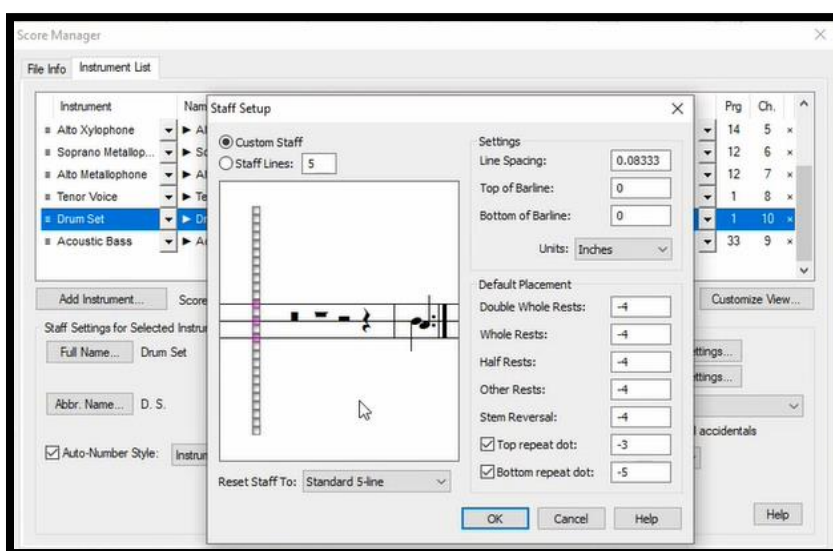 Score Manager
File Info Instrument List
Instrument Nam Prg Ch.
Alto Xylophone Al 14 5 ×
Soprano Metallop... So 12 6 ×
Alto Metallophone Al 12 7 ×
Tenor Voice Te 1 8 ×
Drum Set Dr 1 10 ×
Acoustic Bass Ac 33 9 ×
Add Instrument... Score Customize View...
Staff Settings for Selected Instru
Full Name... Drum Set ttings...
ttings...
Abbr. Name... D. S.
l accidentals
Auto-Number Style: Instrun
Help
Staff Setup
Custom Staff
Staff Lines: 5
Reset Staff To: Standard 5-line
Settings
Line Spacing: 0.08333
Top of Barline: 0
Bottom of Barline: 0
Units: Inches
Default Placement
Double Whole Rests: -4
Whole Rests: -4
Half Rests: -4
Other Rests: -4
Stem Reversal: -4
Top repeat dot: -3
Bottom repeat dot: -5
OK Cancel Help